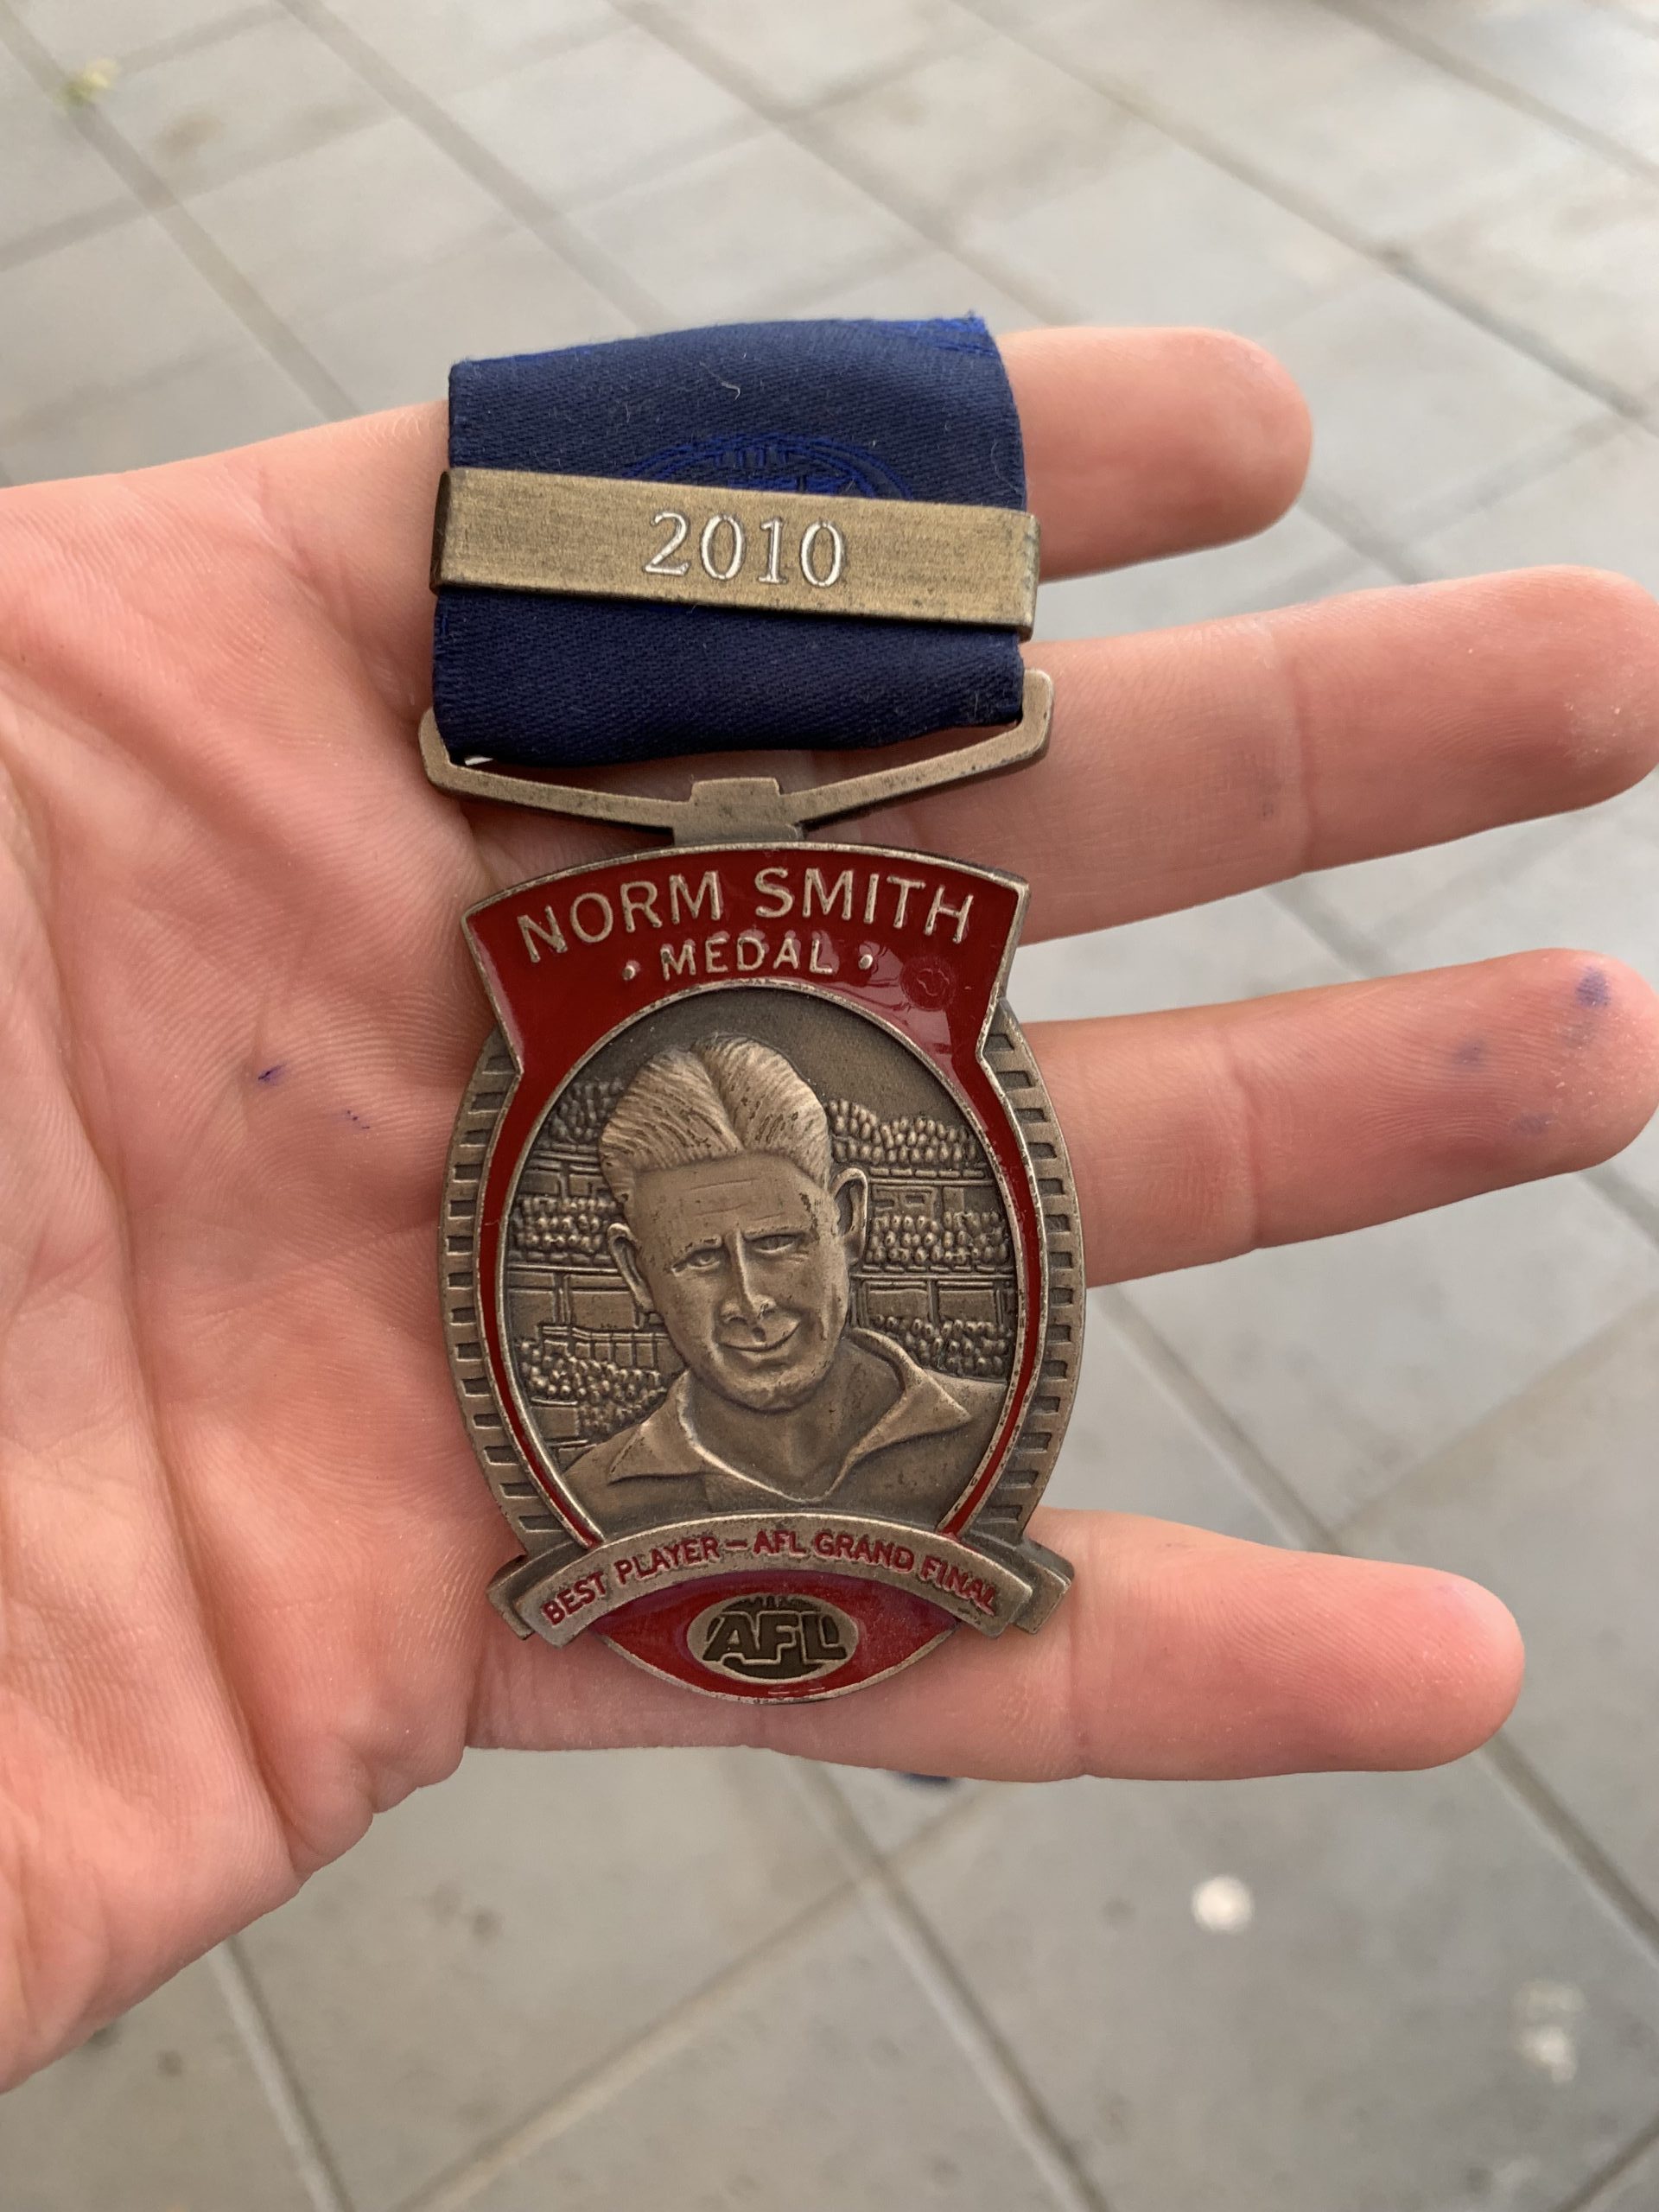 2010
NORM SMITH
• MEDAL •
BEST PLAYER – AFL GRAND FINAL
AFL